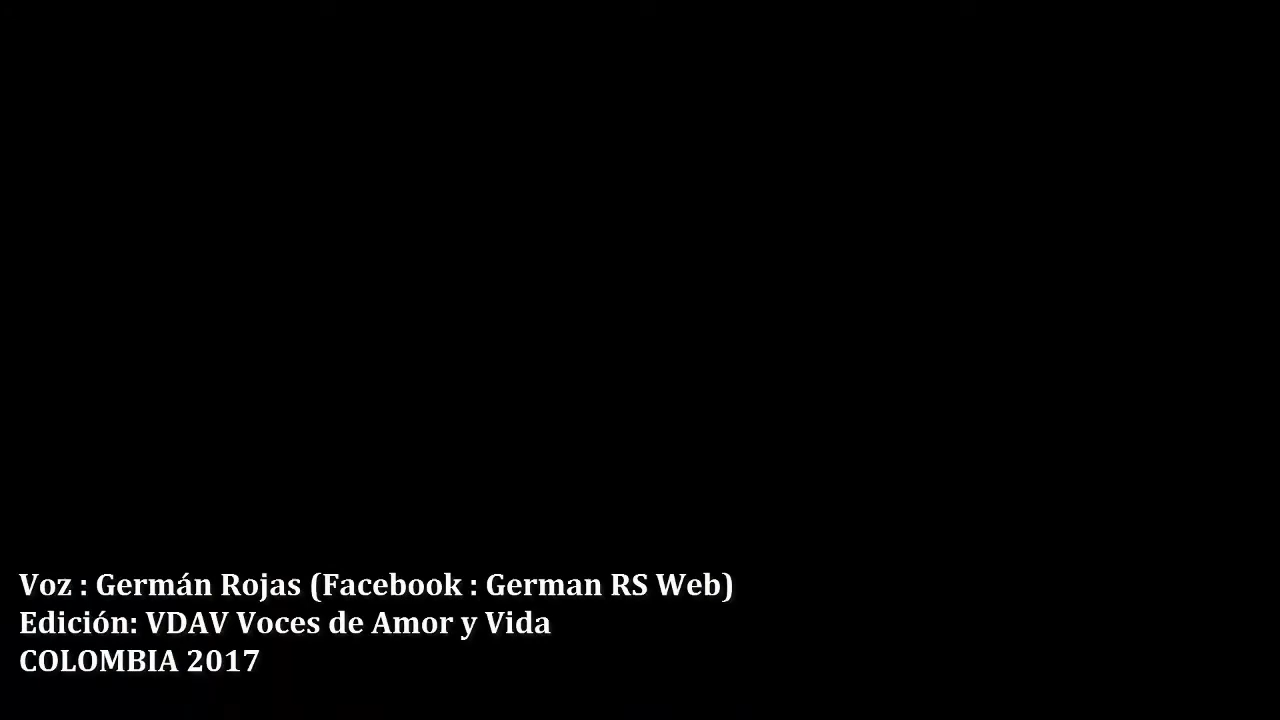 Voz : Germán Rojas (Facebook : German RS Web)
Edición: VDAV Voces de Amor y Vida
COLOMBIA 2017